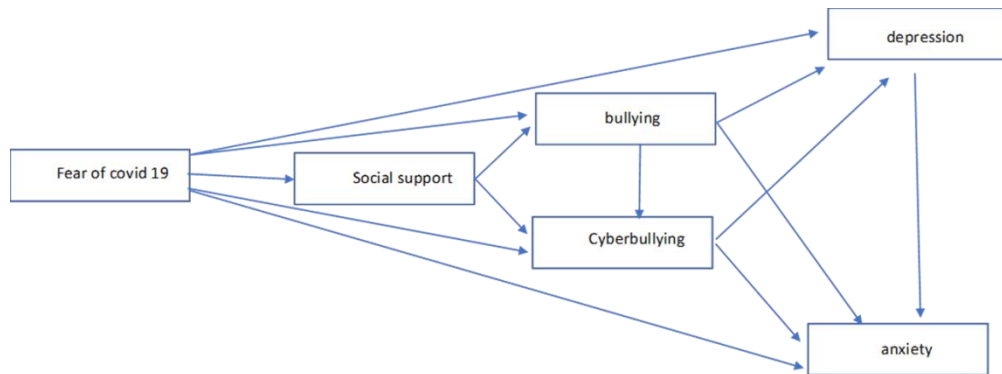 depression
bullying
Fear of covid 19
Social support
Cyberbullying
anxiety